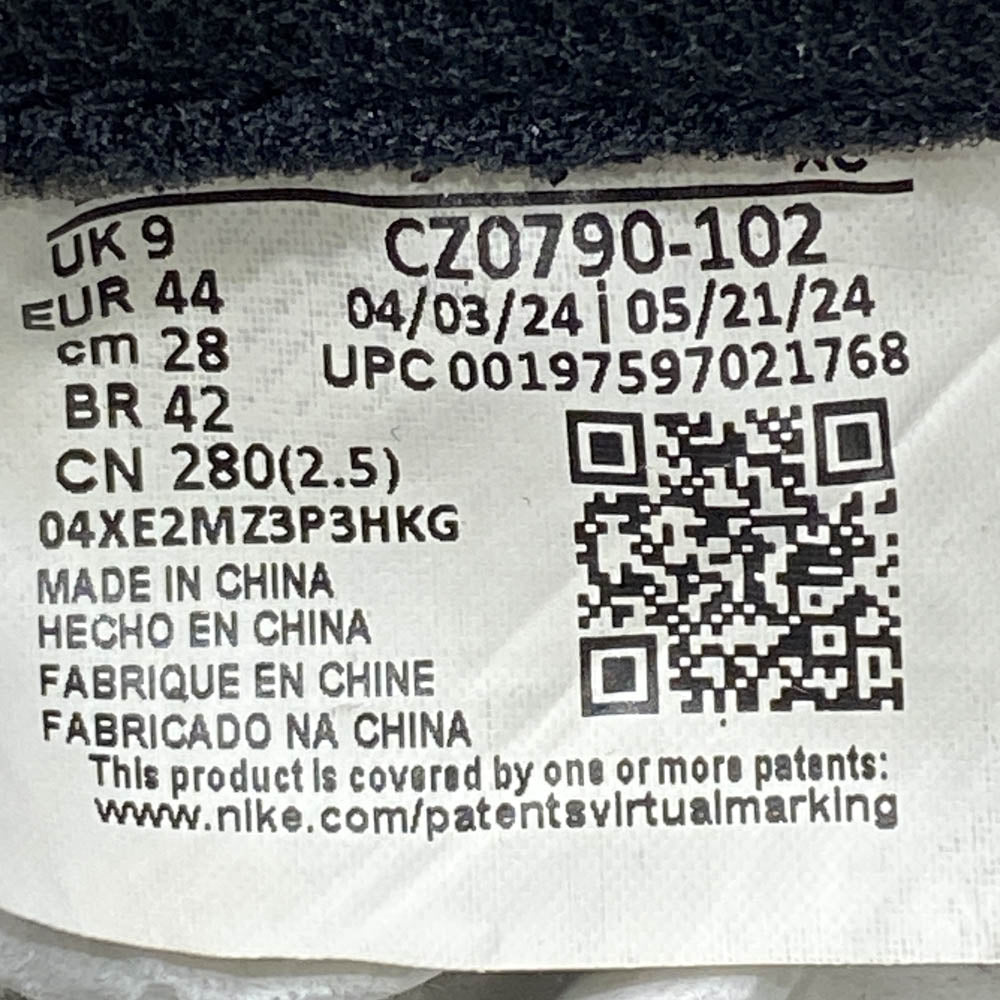 UK 9
EUR 44
cm 28
BR 42
CN 280(2.5)
04XE2MZ3P3HKG
CZ0790-102
04/03/24 | 05/21/24
UPC 00197597021768
MADE IN CHINA
HECHO EN CHINA
FABRIQUE EN CHINE
FABRICADO NA CHINA
This product is covered by one or more patents:
www.nike.com/patentsvirtualmarking